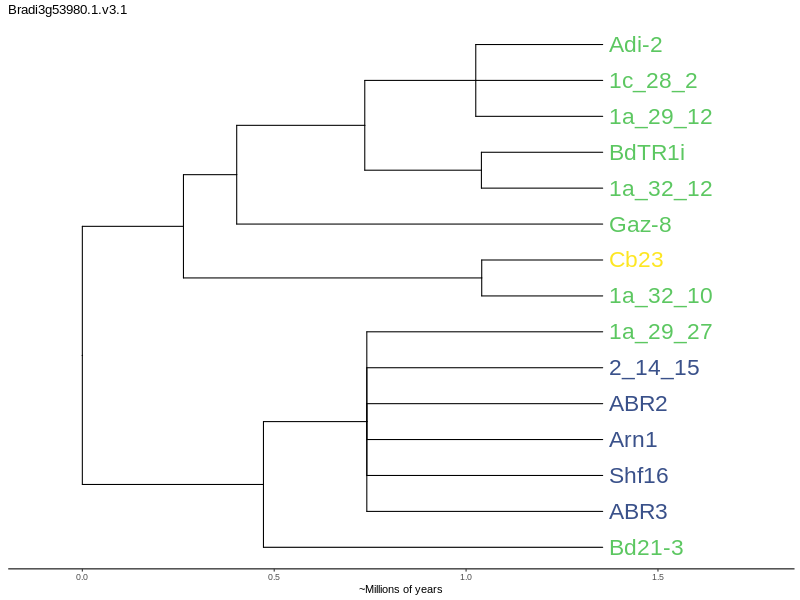 Bradi3g53980.1.v3.1
Adi-2
1c_28_2
1a_29_12
BdTR1i
1a_32_12
Gaz-8
Cb23
1a_32_10
1a_29_27
2_14_15
ABR2
Arn1
Shf16
ABR3
Bd21-3
0.0 0.5 1.0 1.5
~Millions of years